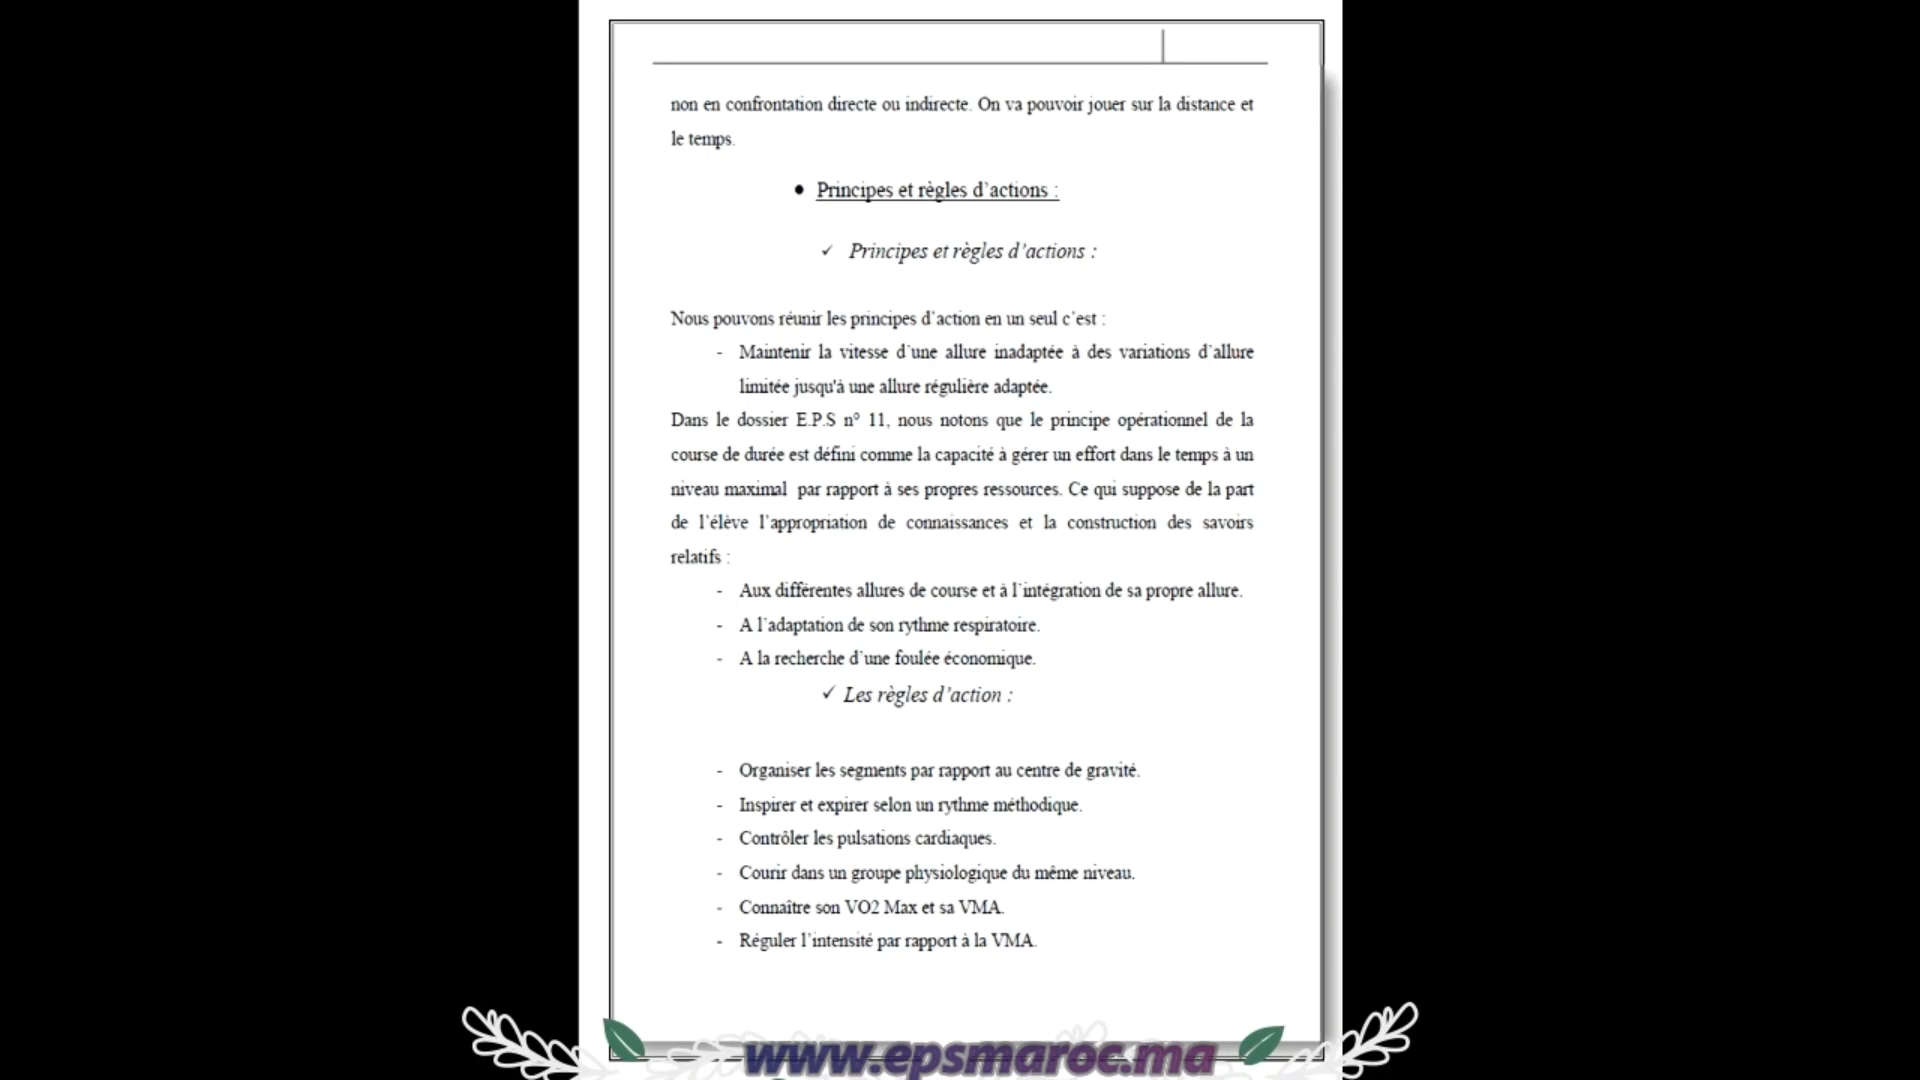 non en confrontation directe ou indirecte. On va pouvoir jouer sur la distance et
le temps.
• Principes et règles d’actions :
✓ Principes et règles d’actions :
Nous pouvons réunir les principes d’action en un seul c’est :
- Maintenir la vitesse d’une allure inadaptée à des variations d’allure
limitée jusqu'à une allure régulière adaptée.
Dans le dossier E.P.S n° 11, nous notons que le principe opérationnel de la
course de durée est défini comme la capacité à gérer un effort dans le temps à un
niveau maximal par rapport à ses propres ressources. Ce qui suppose de la part
de l’élève l’appropriation de connaissances et la construction des savoirs
relatifs :
- Aux différentes allures de course et à l’intégration de sa propre allure.
- A l’adaptation de son rythme respiratoire.
- A la recherche d’une foulée économique.
✓ Les règles d’action :
- Organiser les segments par rapport au centre de gravité.
- Inspirer et expirer selon un rythme méthodique.
- Contrôler les pulsations cardiaques.
- Courir dans un groupe physiologique du même niveau.
- Connaître son VO2 Max et sa VMA.
- Réguler l’intensité par rapport à la VMA.
www.epsmaroc.ma